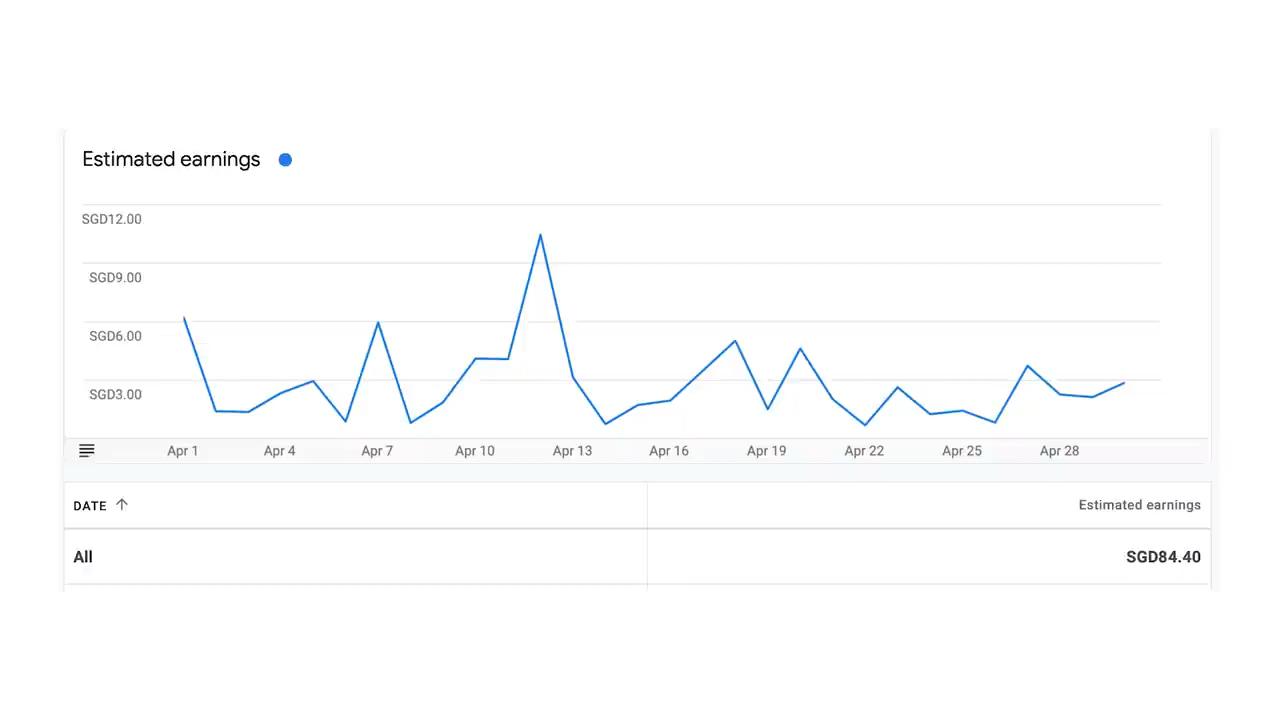 Estimated earnings
SGD12.00
SGD9.00
SGD6.00
SGD3.00
Apr 1 Apr 4 Apr 7 Apr 10 Apr 13 Apr 16 Apr 19 Apr 22 Apr 25 Apr 28
DATE ↑ Estimated earnings
All SGD84.40